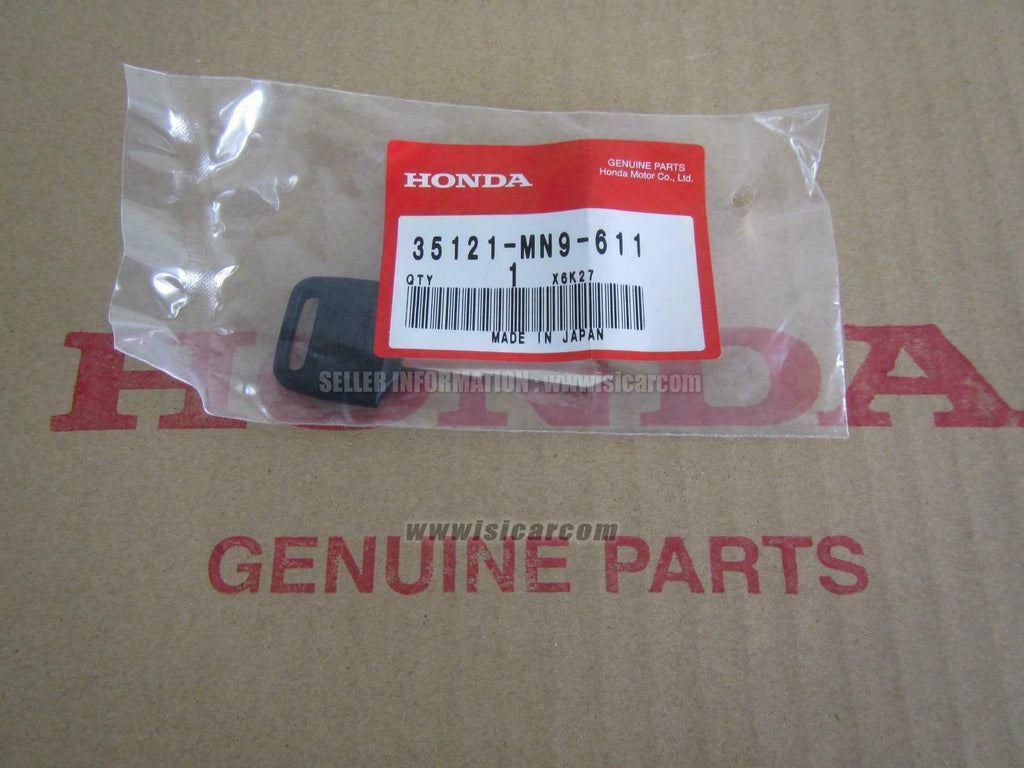 GENUINE PARTS
Honda Motor Co., Ltd.
HONDA
35121-MN9-611
QTY 1 X6K27
MADE IN JAPAN
HONDA
SELLER INFORMATION : www.isicar.com
www.isicar.com
GENUINE PARTS